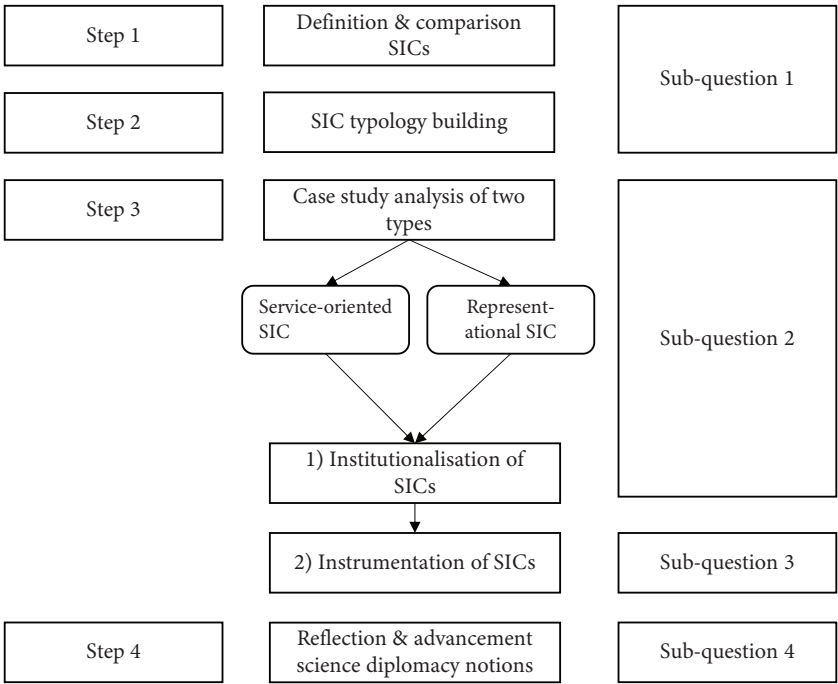 Step 1
Definition & comparison
SICs
Sub-question 1
Step 2
SIC typology building
Step 3
Case study analysis of two
types
Service-oriented
SIC
Represent-
ational SIC
Sub-question 2
1) Institutionalisation of
SICs
2) Instrumentation of SICs
Sub-question 3
Step 4
Reflection & advancement
science diplomacy notions
Sub-question 4